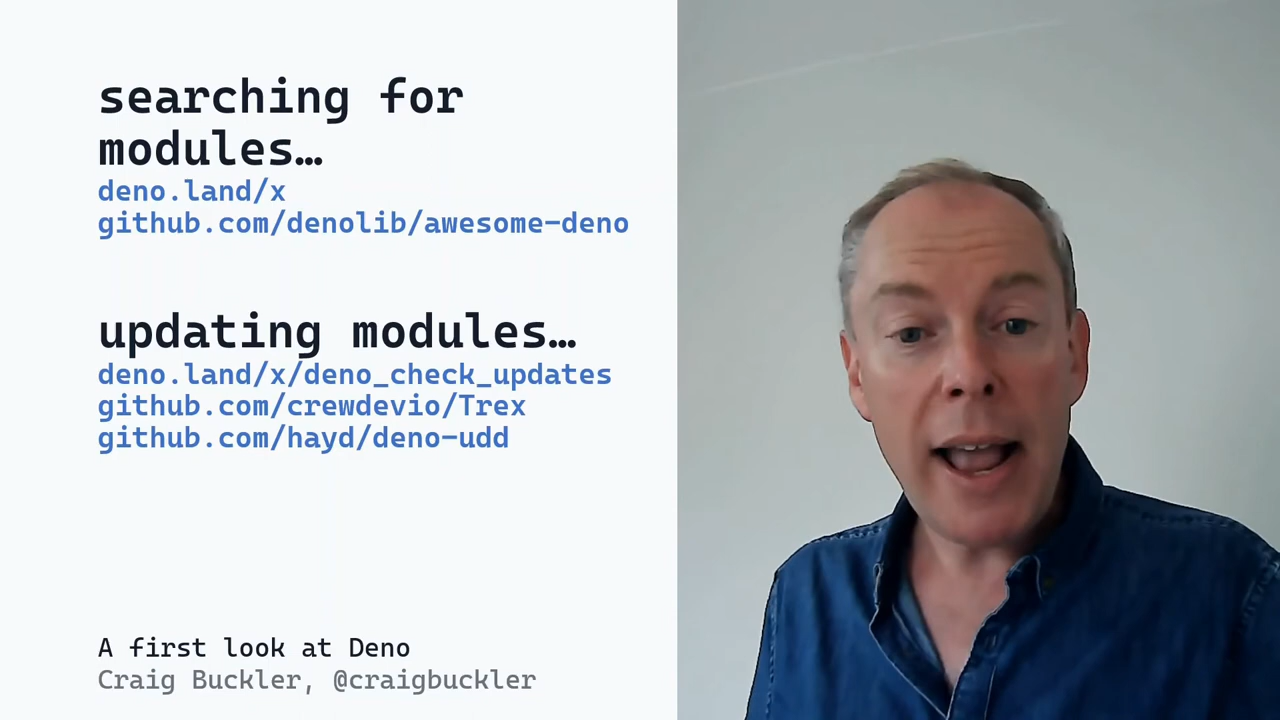 searching for
modules…
deno.land/x
github.com/denolib/awesome-deno
updating modules…
deno.land/x/deno_check_updates
github.com/crewdevio/Trex
github.com/hayd/deno-udd
A first look at Deno
Craig Buckler, @craigbuckler